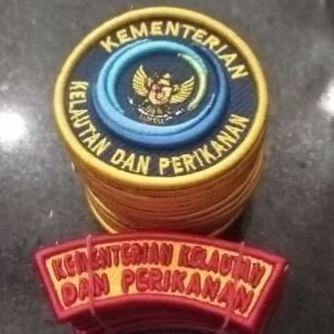 KEMENTERIAN
KELAUTAN DAN PERIKANAN
KEMENTERIAN KELAUTAN
DAN PERIKANAN